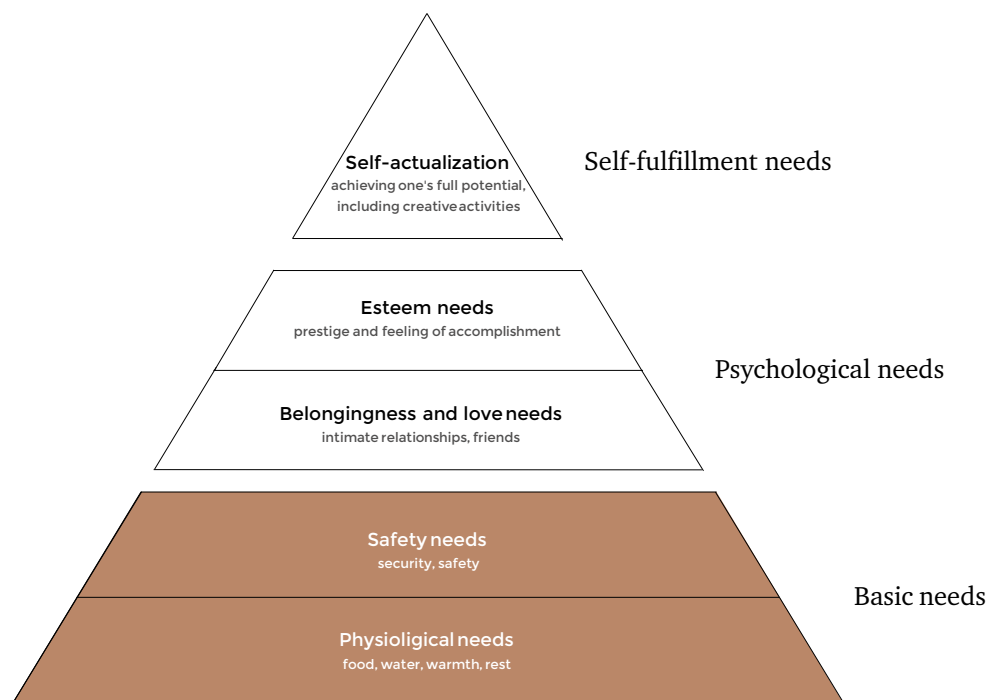 Self-actualization
achieving one's full potential,
including creative activities
Self-fulfillment needs
Esteem needs
prestige and feeling of accomplishment
Psychological needs
Belongingness and love needs
intimate relationships, friends
Safety needs
security, safety
Basic needs
Physioligical needs
food, water, warmth, rest